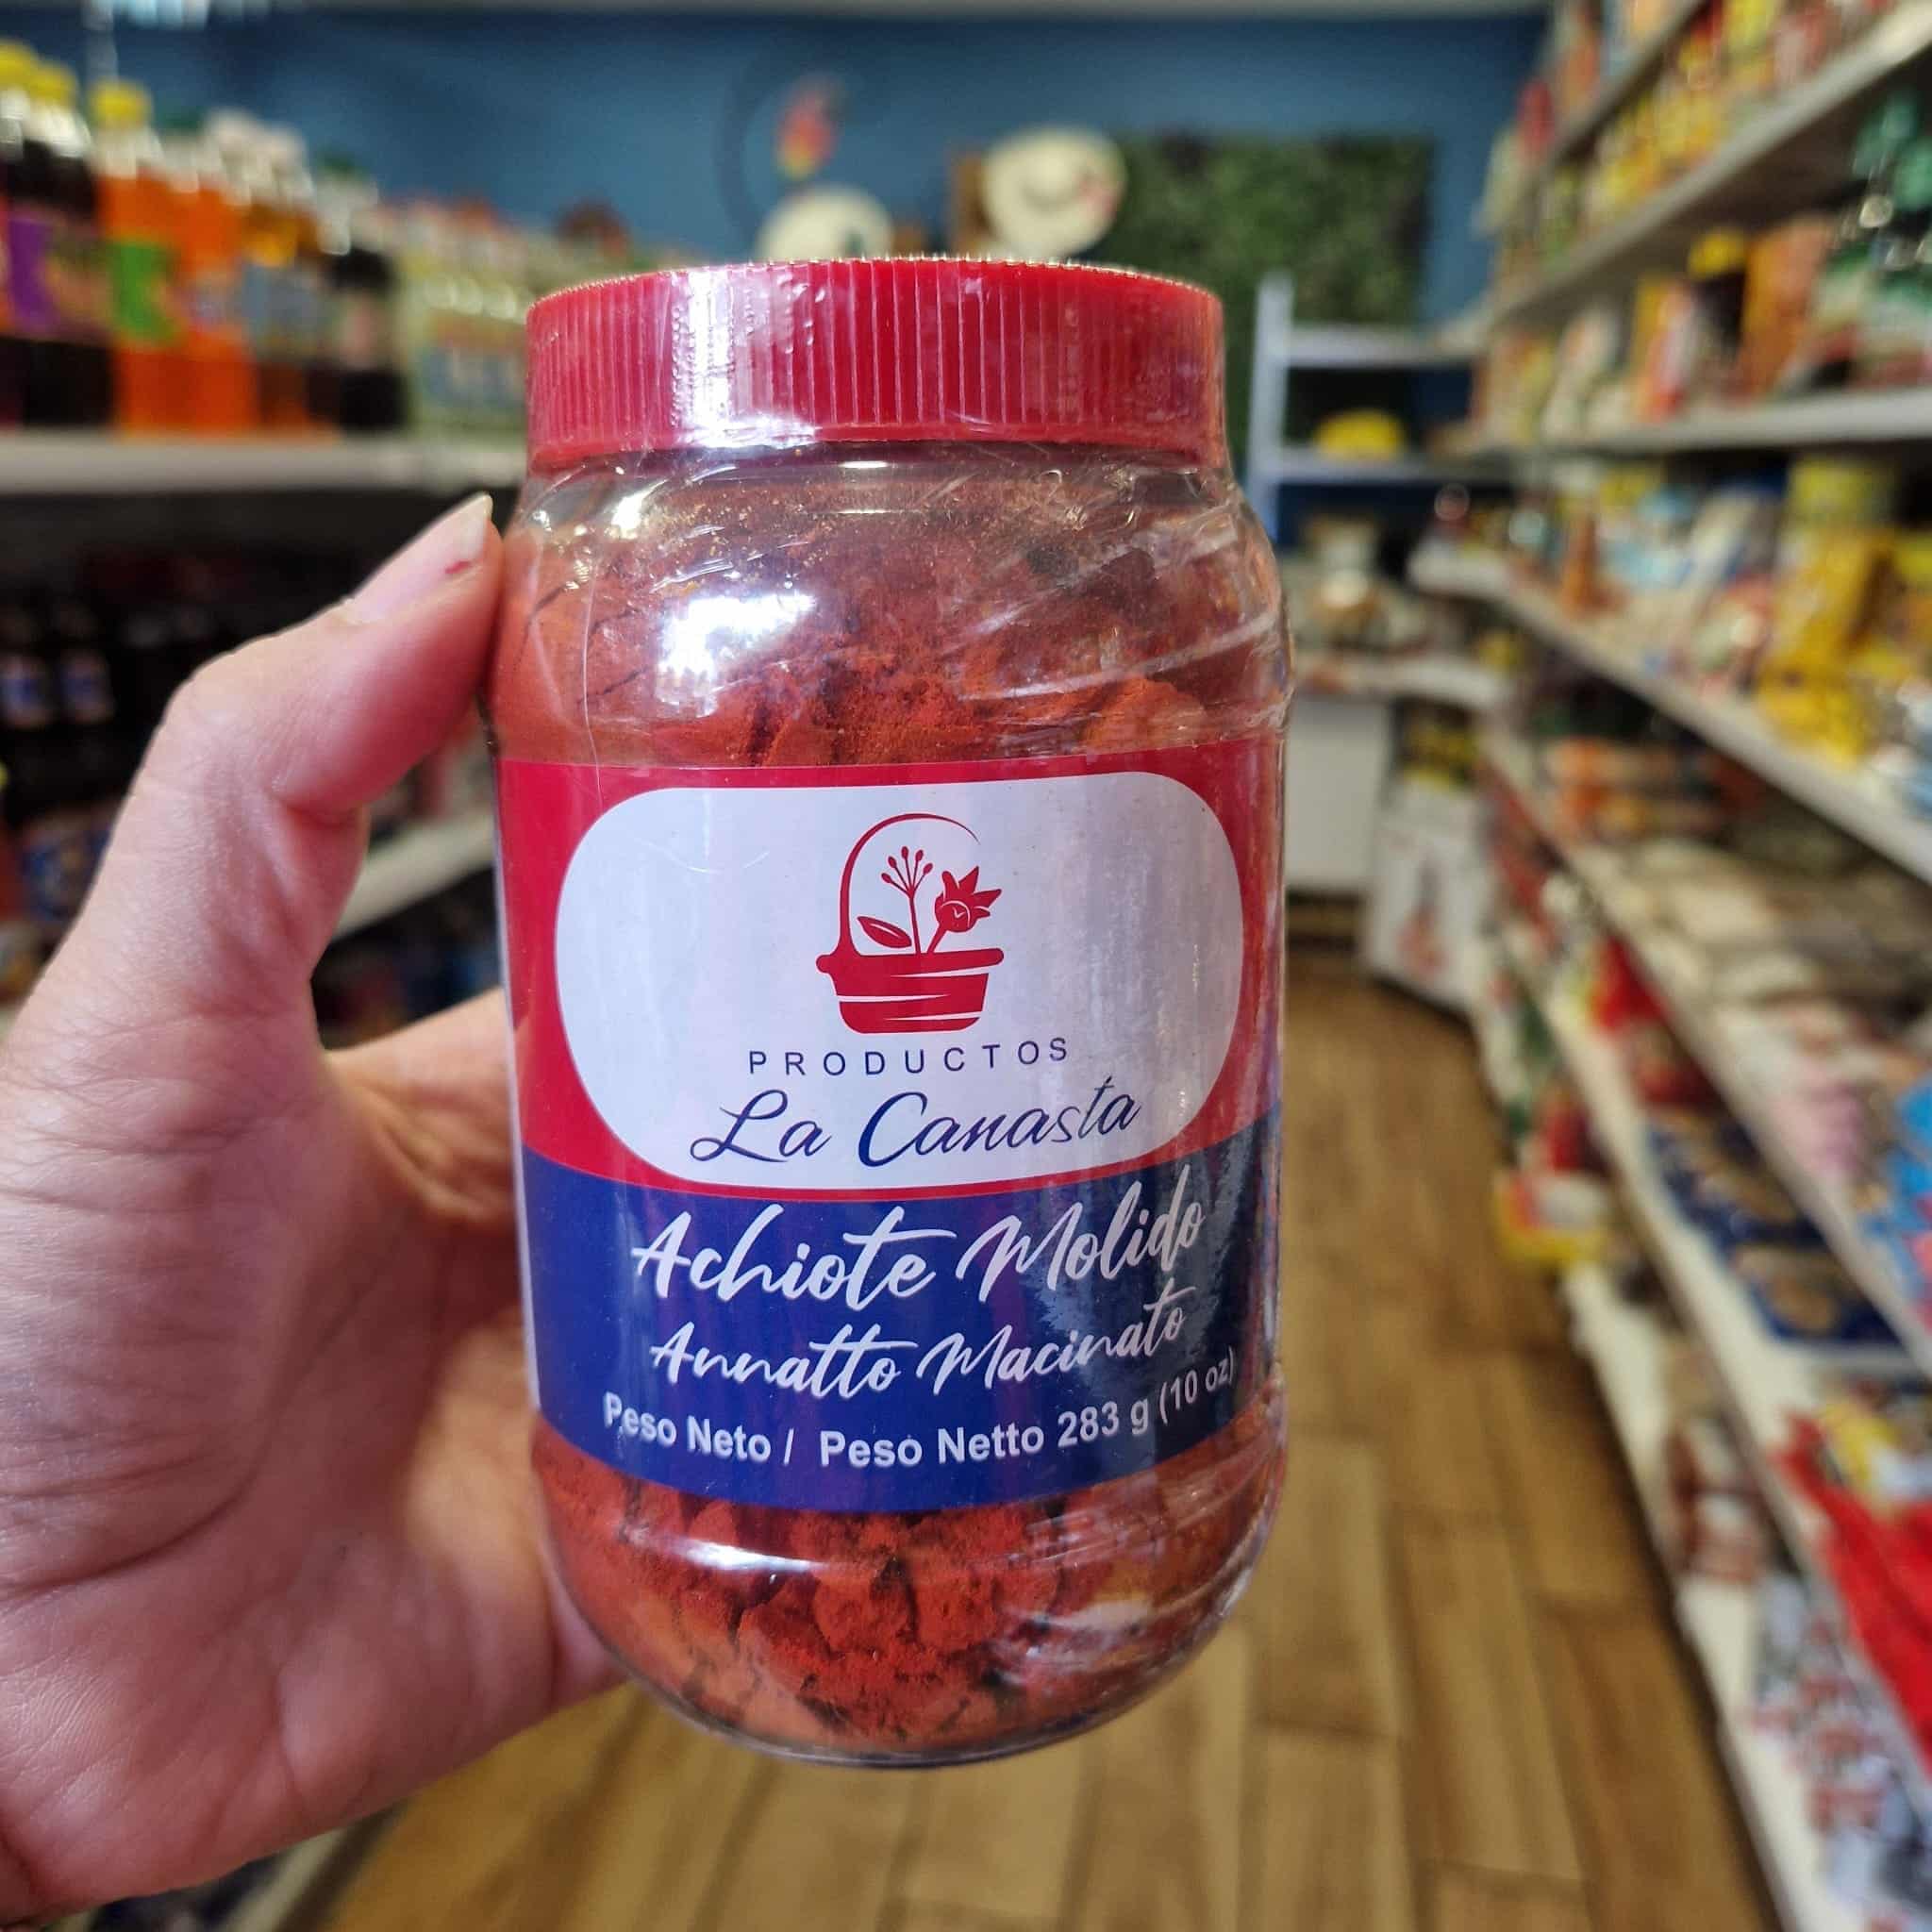 PRODUCTOS
La Canasta
Achiote Molido
Annatto Macinato
Peso Neto / Peso Netto 283 g (10 oz)